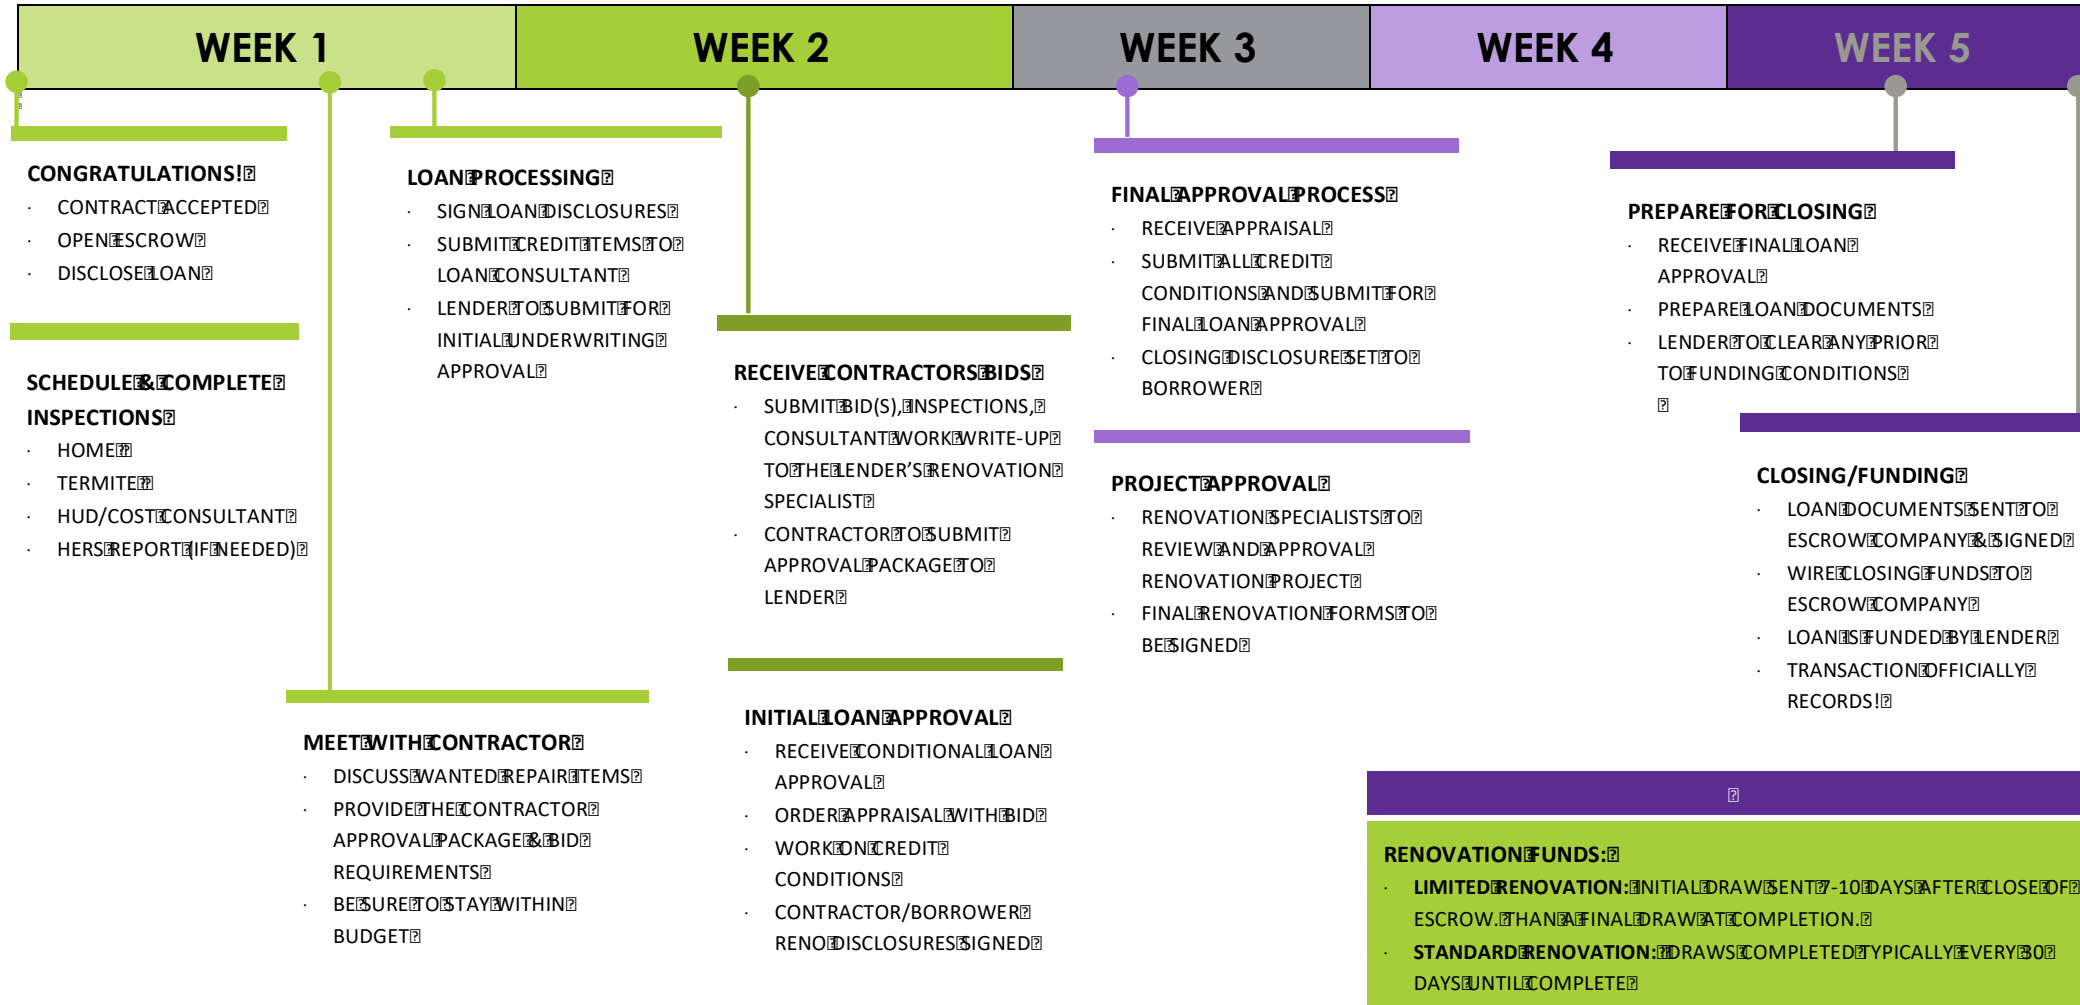 WEEK 1
WEEK 2
WEEK 3
WEEK 4
WEEK 5
CONGRATULATIONS!
· CONTRACT ACCEPTED
· OPEN ESCROW
· DISCLOSE LOAN
SCHEDULE & COMPLETE
INSPECTIONS
· HOME
· TERMITE
· HUD/COST CONSULTANT
· HERS REPORT (IF NEEDED)
MEET WITH CONTRACTOR
· DISCUSS WANTED REPAIR ITEMS
· PROVIDE THE CONTRACTOR
APPROVAL PACKAGE & BID
REQUIREMENTS
· BE SURE TO STAY WITHIN
BUDGET
LOAN PROCESSING
· SIGN LOAN DISCLOSURES
· SUBMIT CREDIT ITEMS TO
LOAN CONSULTANT
· LENDER TO SUBMIT FOR
INITIAL UNDERWRITING
APPROVAL
RECEIVE CONTRACTORS BIDS
· SUBMIT BID(S), INSPECTIONS,
CONSULTANT WORK WRITE-UP
TO THE LENDER’S RENOVATION
SPECIALIST
· CONTRACTOR TO SUBMIT
APPROVAL PACKAGE TO
LENDER
INITIAL LOAN APPROVAL
· RECEIVE CONDITIONAL LOAN
APPROVAL
· ORDER APPRAISAL WITH BID
· WORK ON CREDIT
CONDITIONS
· CONTRACTOR/BORROWER
RENO DISCLOSURES SIGNED
FINAL APPROVAL PROCESS
· RECEIVE APPRAISAL
· SUBMIT ALL CREDIT
CONDITIONS AND SUBMIT FOR
FINAL LOAN APPROVAL
· CLOSING DISCLOSURE SET TO
BORROWER
PROJECT APPROVAL
· RENOVATION SPECIALISTS TO
REVIEW AND APPROVAL
RENOVATION PROJECT
· FINAL RENOVATION FORMS TO
BE SIGNED
PREPARE FOR CLOSING
· RECEIVE FINAL LOAN
APPROVAL
· PREPARE LOAN DOCUMENTS
· LENDER TO CLEAR ANY PRIOR
TO FUNDING CONDITIONS
CLOSING/FUNDING
· LOAN DOCUMENTS SENT TO
ESCROW COMPANY & SIGNED
· WIRE CLOSING FUNDS TO
ESCROW COMPANY
· LOAN IS FUNDED BY LENDER
· TRANSACTION OFFICIALLY
RECORDS!
RENOVATION FUNDS:
· LIMITED RENOVATION: INITIAL DRAW SENT 7-10 DAYS AFTER CLOSE OF
ESCROW. THAN A FINAL DRAW AT COMPLETION.
· STANDARD RENOVATION: DRAWS COMPLETED TYPICALLY EVERY 30
DAYS UNTIL COMPLETE